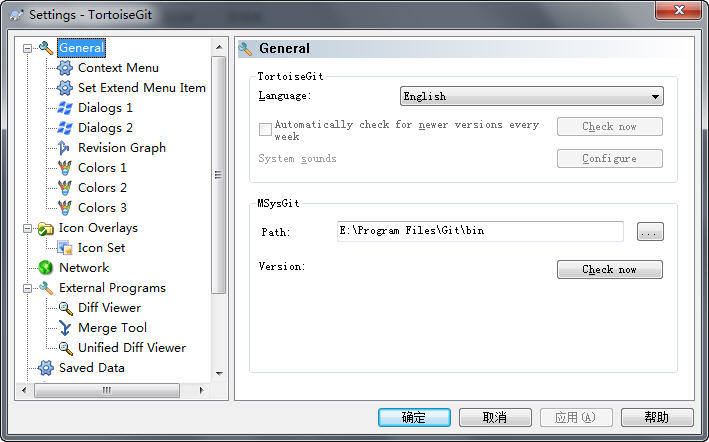 Settings - TortoiseGit
General
Context Menu
Set Extend Menu Item
Dialogs 1
Dialogs 2
Revision Graph
Colors 1
Colors 2
Colors 3
Icon Overlays
Icon Set
Network
External Programs
Diff Viewer
Merge Tool
Unified Diff Viewer
Saved Data
General
TortoiseGit
Language:
English
Automatically check for newer versions every
week
Check now
System sounds
Configure
MSysGit
Path:
E:\Program Files\Git\bin
...
Version:
Check now
确定
取消
应用(A)
帮助